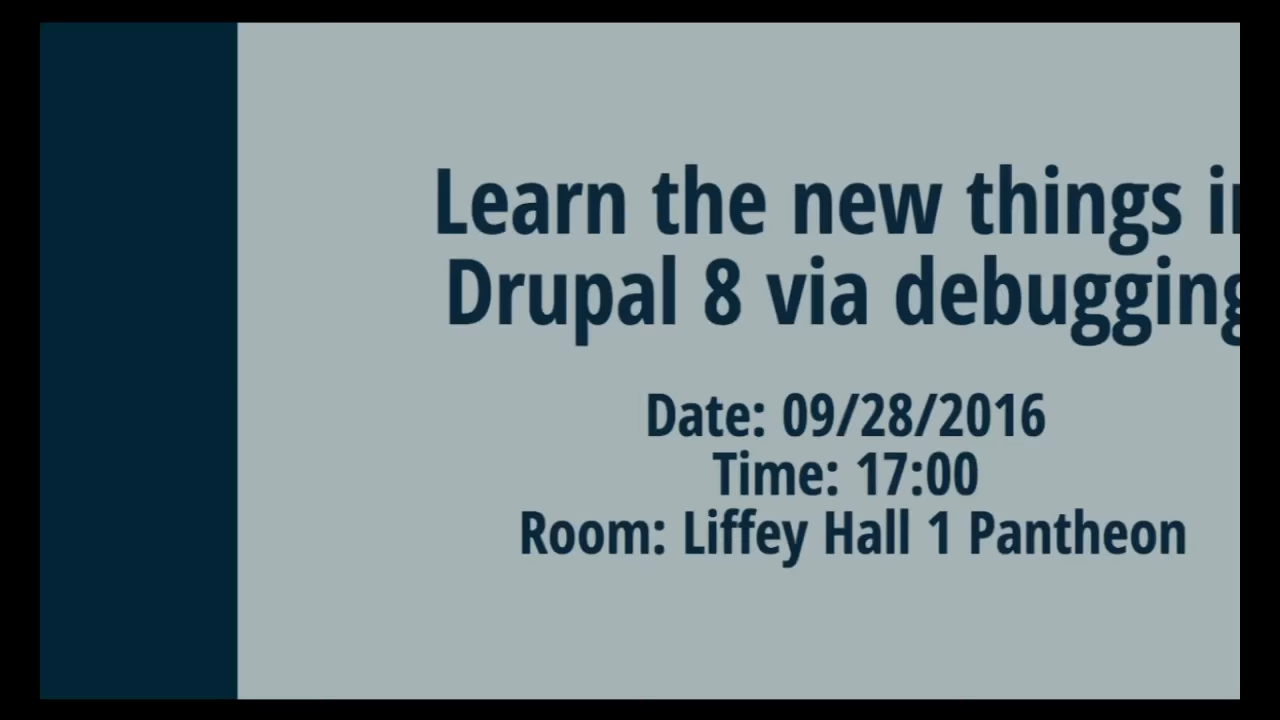 Learn the new things in
Drupal 8 via debugging
Date: 09/28/2016
Time: 17:00
Room: Liffey Hall 1 Pantheon